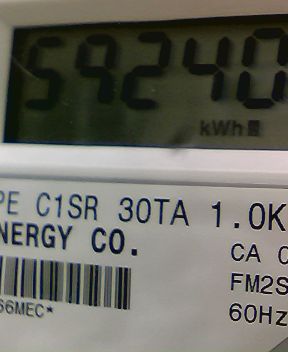 59240
kWh
PE C1SR 30TA 1.0K
NERGY CO.
CA
FM2S
60Hz
66MEC*